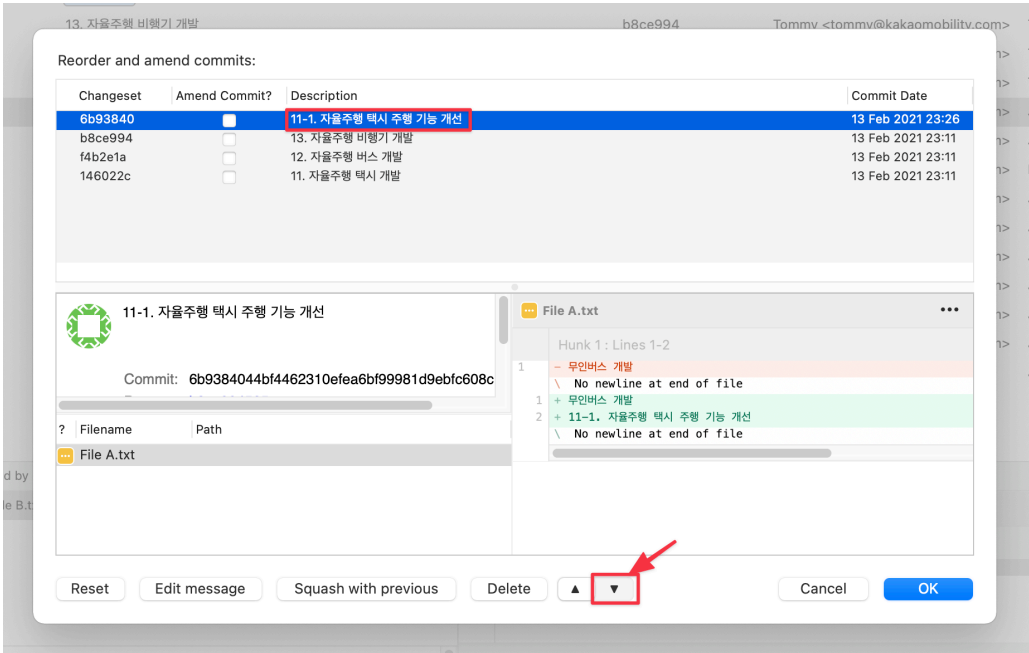 13. 자율주행 비행기 개발 b8ce994 Tommy <tommy@kakaomobility.com>
Reorder and amend commits:
Changeset Amend Commit? Description Commit Date
6b93840 11-1. 자율주행 택시 주행 기능 개선 13 Feb 2021 23:26
b8ce994 13. 자율주행 비행기 개발 13 Feb 2021 23:11
f4b2e1a 12. 자율주행 버스 개발 13 Feb 2021 23:11
146022c 11. 자율주행 택시 개발 13 Feb 2021 23:11
11-1. 자율주행 택시 주행 기능 개선
Commit: 6b9384044bf4462310efea6bf99981d9ebfc608c
? Filename Path
File A.txt
File A.txt
Hunk 1 : Lines 1-2
1 - 무인버스 개발
\ No newline at end of file
1 + 무인버스 개발
2 + 11-1. 자율주행 택시 주행 기능 개선
\ No newline at end of file
d by
le B.t
Reset Edit message Squash with previous Delete ▲ ▼ Cancel OK